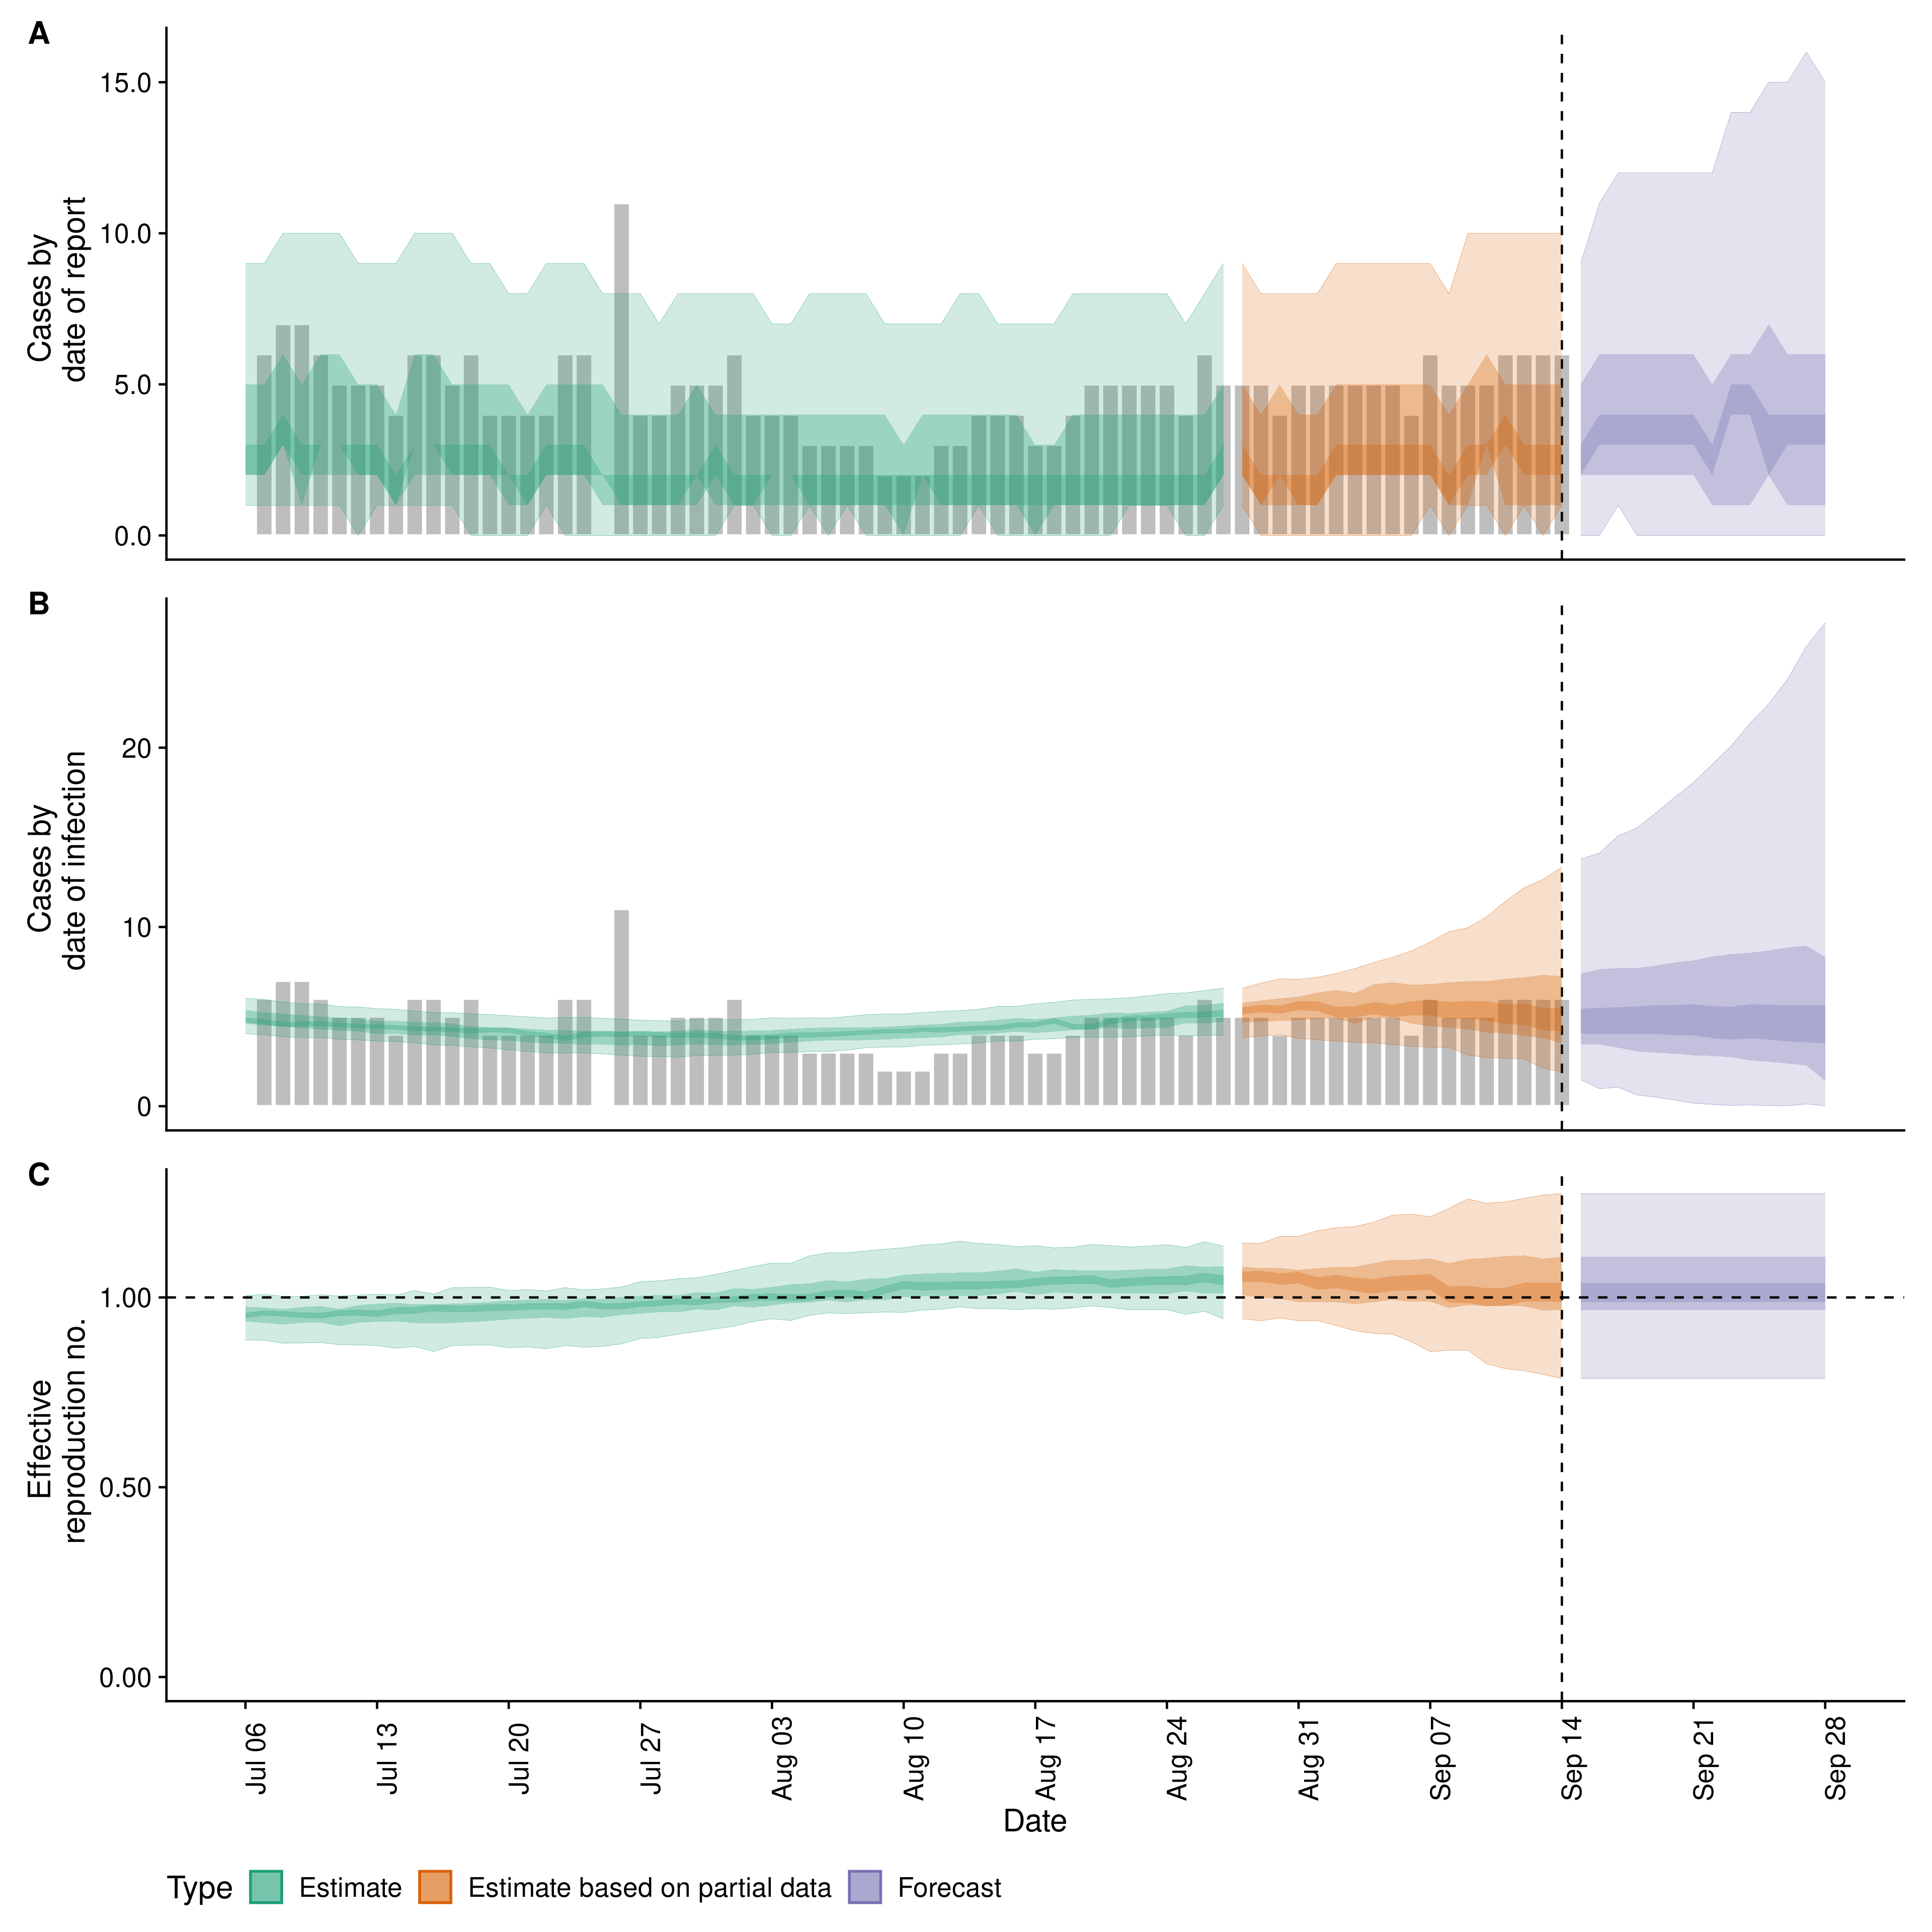 A
Cases by
date of report
15.0
10.0
5.0
0.0
B
Cases by
date of infection
20
10
0
C
Effective
reproduction no.
1.00
0.50
0.00
Jul 06
Jul 13
Jul 20
Jul 27
Aug 03
Aug 10
Aug 17
Aug 24
Aug 31
Sep 07
Sep 14
Sep 21
Sep 28
Date
Type Estimate Estimate based on partial data Forecast